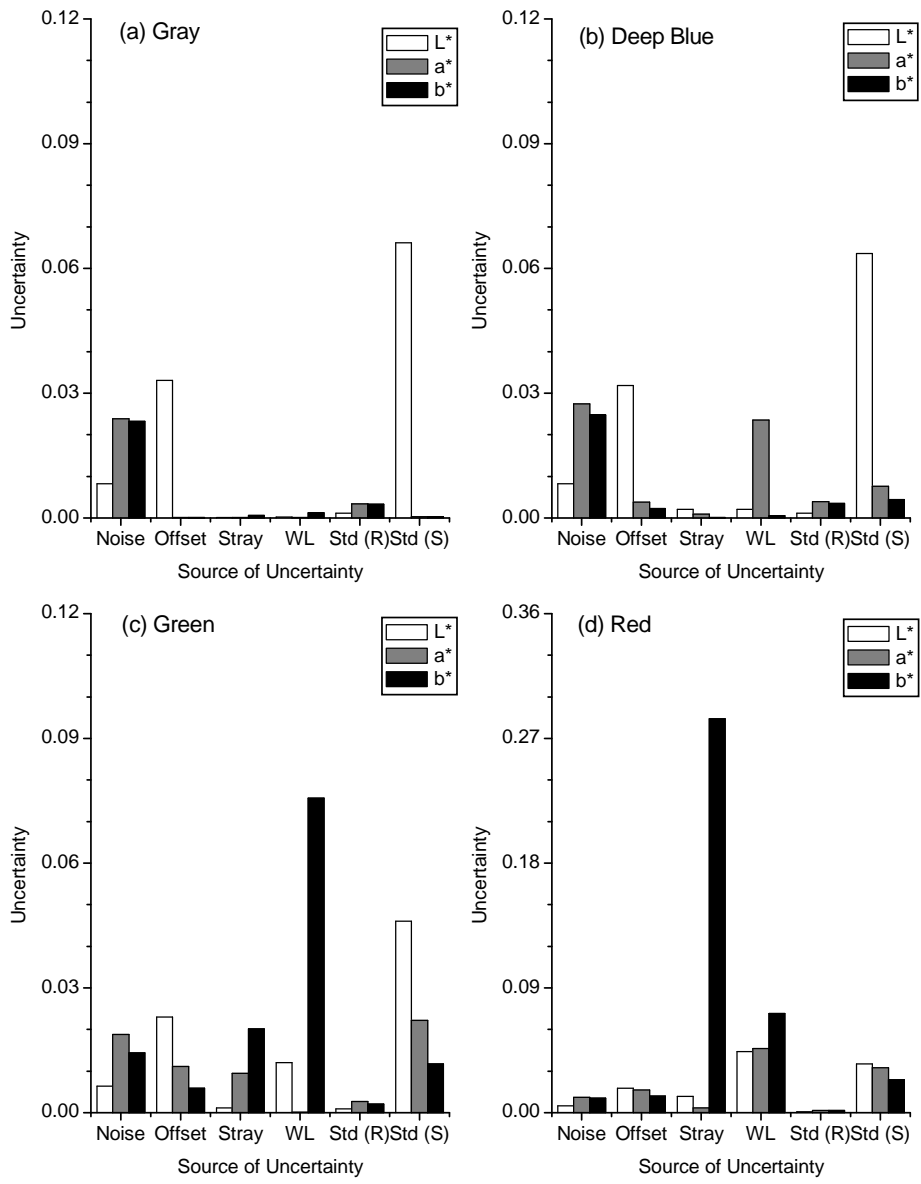 (a) Gray
L*
a*
b*
0.12
0.09
0.06
0.03
0.00
Uncertainty
Noise Offset Stray WL Std (R) Std (S)
Source of Uncertainty
(b) Deep Blue
L*
a*
b*
0.12
0.09
0.06
0.03
0.00
Uncertainty
Noise Offset Stray WL Std (R) Std (S)
Source of Uncertainty
(c) Green
L*
a*
b*
0.12
0.09
0.06
0.03
0.00
Uncertainty
Noise Offset Stray WL Std (R) Std (S)
Source of Uncertainty
(d) Red
L*
a*
b*
0.36
0.27
0.18
0.09
0.00
Uncertainty
Noise Offset Stray WL Std (R) Std (S)
Source of Uncertainty